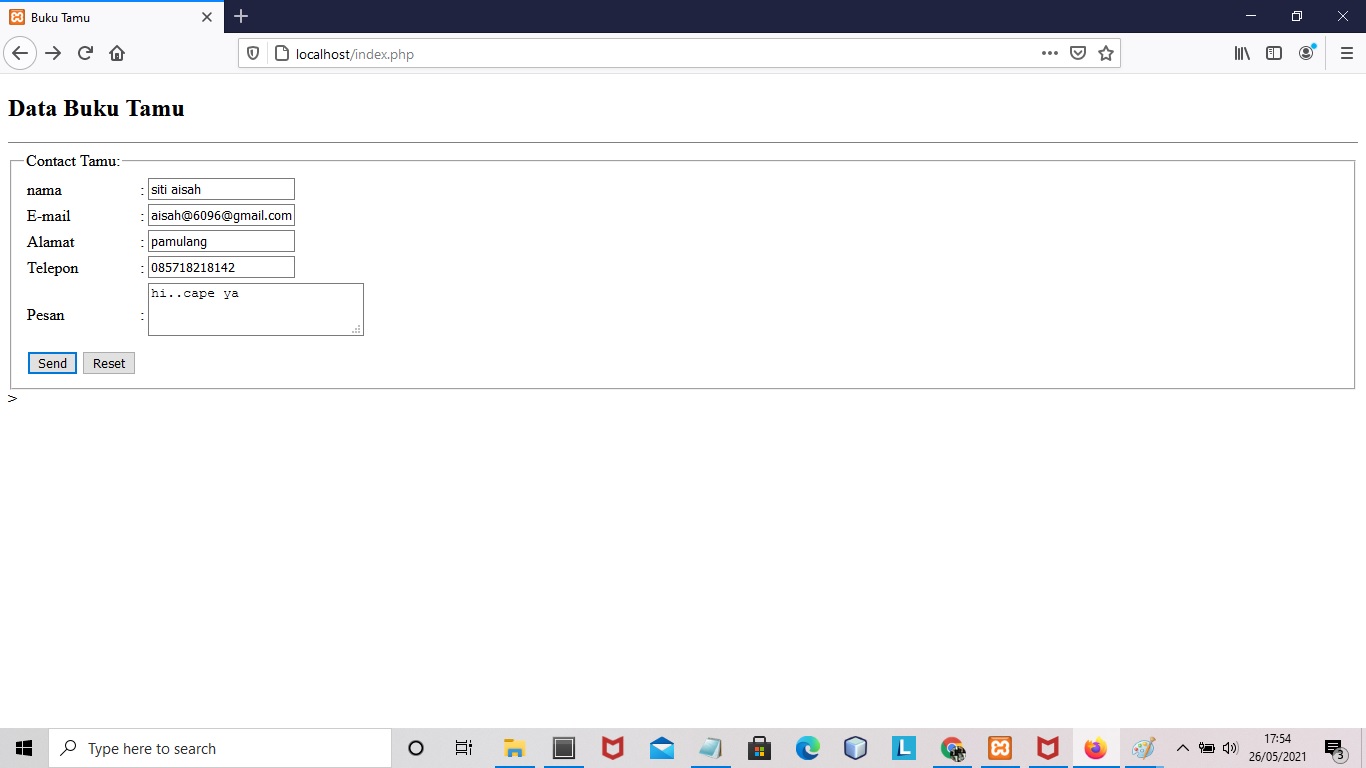 Buku Tamu
localhost/index.php
Data Buku Tamu
Contact Tamu:
nama : siti aisah
E-mail : aisah@6096@gmail.com
Alamat : pamulang
Telepon : 085718218142
Pesan : hi..cape ya
Send Reset
>
Type here to search
L
17:54
26/05/2021
3